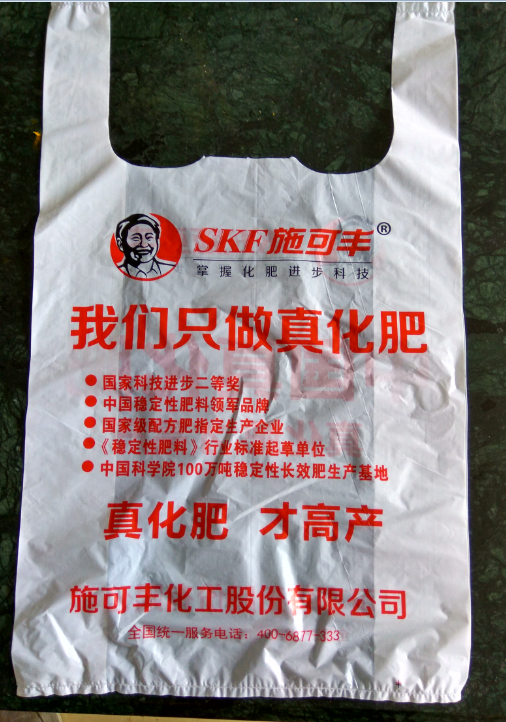 SKF施可丰®
掌握化肥进步科技
我们只做真化肥
●国家科技进步二等奖
●中国稳定性肥料领军品牌
●国家级配方肥指定生产企业
●《稳定性肥料》行业标准起草单位
●中国科学院100万吨稳定性长效肥生产基地
真化肥 才高产
施可丰化工股份有限公司
全国统一服务电话：400-6877-333